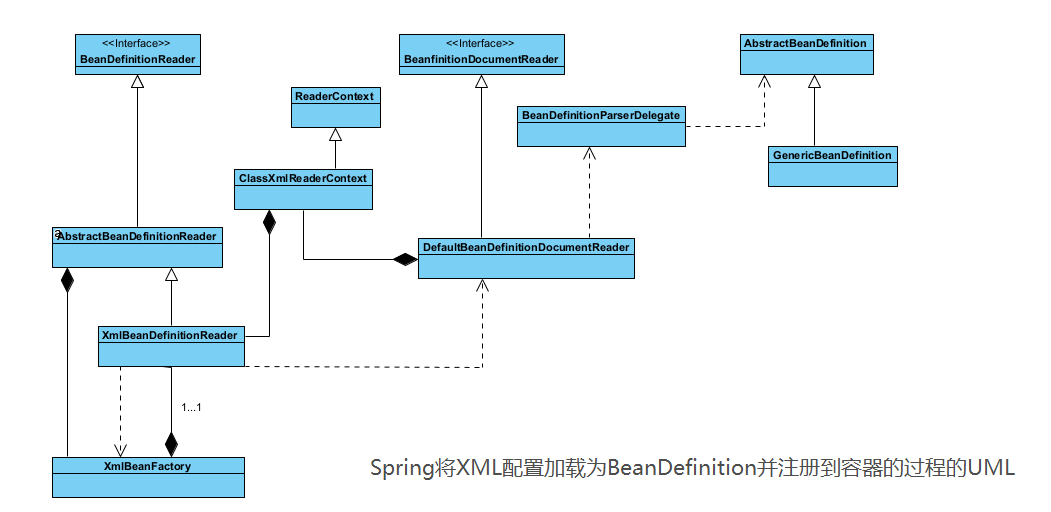 <<Interface>>
BeanDefinitionReader
<<Interface>>
BeanfinitionDocumentReader
AbstractBeanDefinition
ReaderContext
BeanDefinitionParserDelegate
GenericBeanDefinition
ClassXmlReaderContext
a
AbstractBeanDefinitionReader
DefaultBeanDefinitionDocumentReader
XmlBeanDefinitionReader
1...1
XmlBeanFactory
Spring将XML配置加载为BeanDefinition并注册到容器的过程的UML